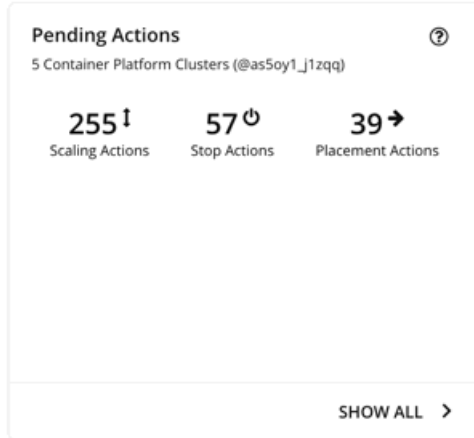 Pending Actions
5 Container Platform Clusters (@as5oy1_j1zqq)
255 57 39
Scaling Actions Stop Actions Placement Actions
SHOW ALL